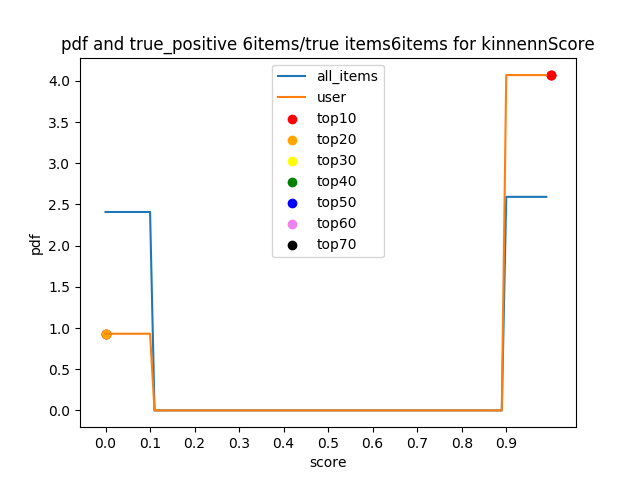 pdf and true_positive 6items/true items6items for kinnennScore
all_items
user
top10
top20
top30
top40
top50
top60
top70
4.0
3.5
3.0
2.5
2.0
1.5
1.0
0.5
0.0
pdf
0.0 0.1 0.2 0.3 0.4 0.5 0.6 0.7 0.8 0.9
score